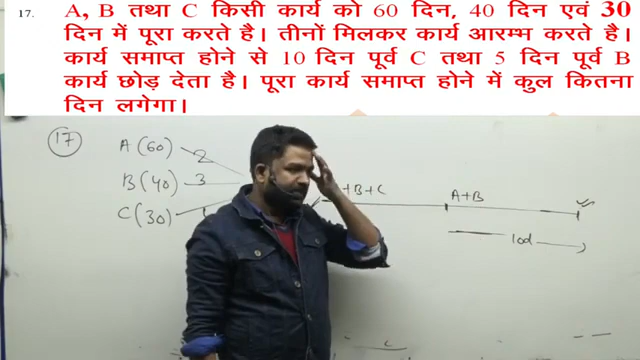 17. A, B तथा C किसी कार्य को 60 दिन, 40 दिन एवं 30
दिन में पूरा करते है। तीनों मिलकर कार्य आरम्भ करते है।
कार्य समाप्त होने से 10 दिन पूर्व C तथा 5 दिन पूर्व B
कार्य छोड़ देता है। पूरा कार्य समाप्त होने में कुल कितना
दिन लगेगा।
17
A (60) 2
B (40) 3
C (30)
+ B + C
A+B
10d